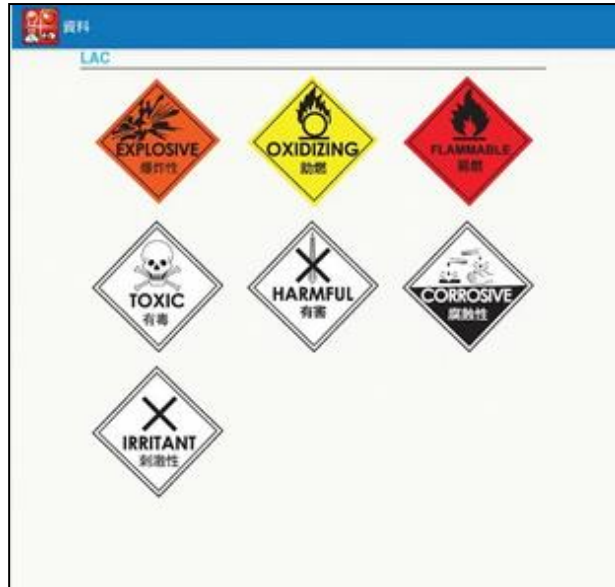 資料
LAC
EXPLOSIVE
爆炸性
OXIDIZING
助燃
FLAMMABLE
易燃
TOXIC
有毒
HARMFUL
有害
CORROSIVE
腐蝕性
IRRITANT
刺激性